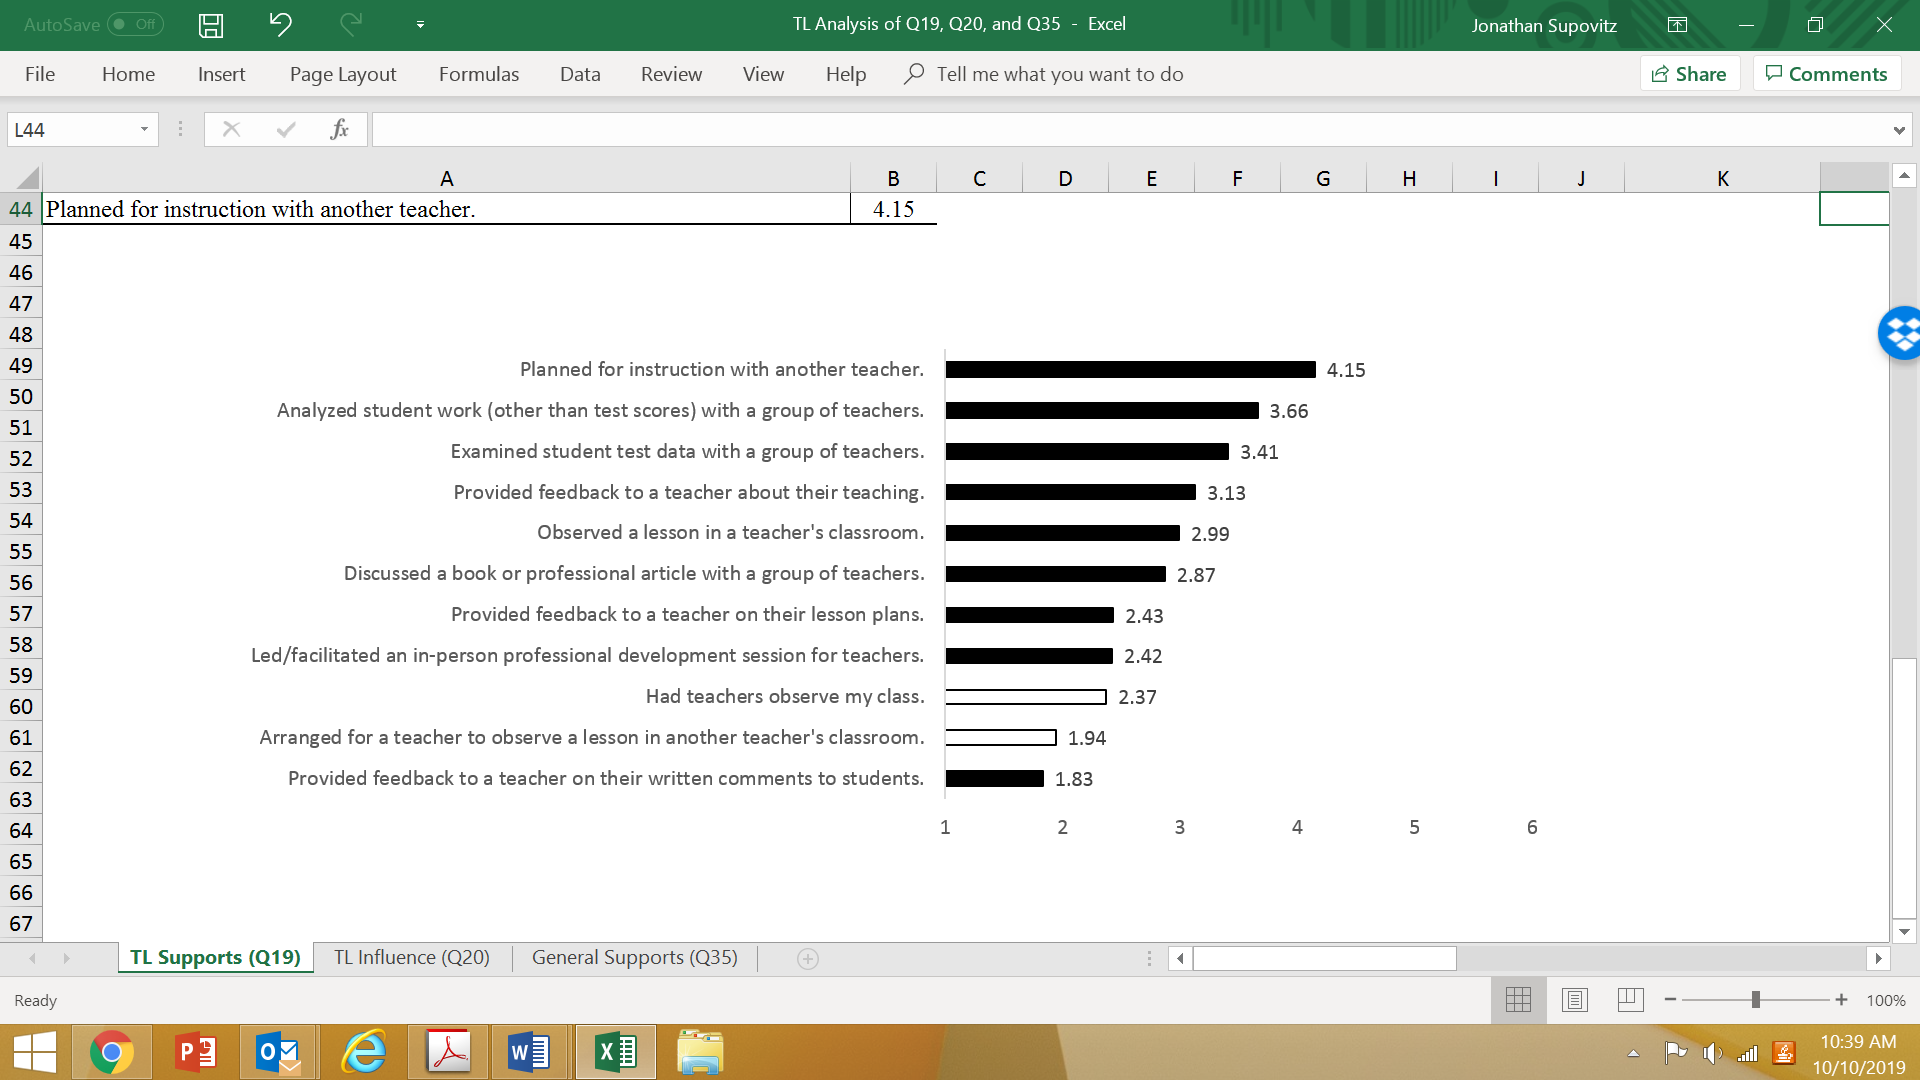 AutoSave Off
TL Analysis of Q19, Q20, and Q35 - Excel
Jonathan Supovitz
File Home Insert Page Layout Formulas Data Review View Help Tell me what you want to do
Share Comments
L44
fx
A B C D E F G H I J K
44 Planned for instruction with another teacher. 4.15
45
46
47
48
49
50
51
52
53
54
55
56
57
58
59
60
61
62
63
64
65
66
67
Planned for instruction with another teacher. 4.15
Analyzed student work (other than test scores) with a group of teachers. 3.66
Examined student test data with a group of teachers. 3.41
Provided feedback to a teacher about their teaching. 3.13
Observed a lesson in a teacher's classroom. 2.99
Discussed a book or professional article with a group of teachers. 2.87
Provided feedback to a teacher on their lesson plans. 2.43
Led/facilitated an in-person professional development session for teachers. 2.42
Had teachers observe my class. 2.37
Arranged for a teacher to observe a lesson in another teacher's classroom. 1.94
Provided feedback to a teacher on their written comments to students. 1.83
1 2 3 4 5 6
TL Supports (Q19) TL Influence (Q20) General Supports (Q35)
Ready
100%
10:39 AM
10/10/2019